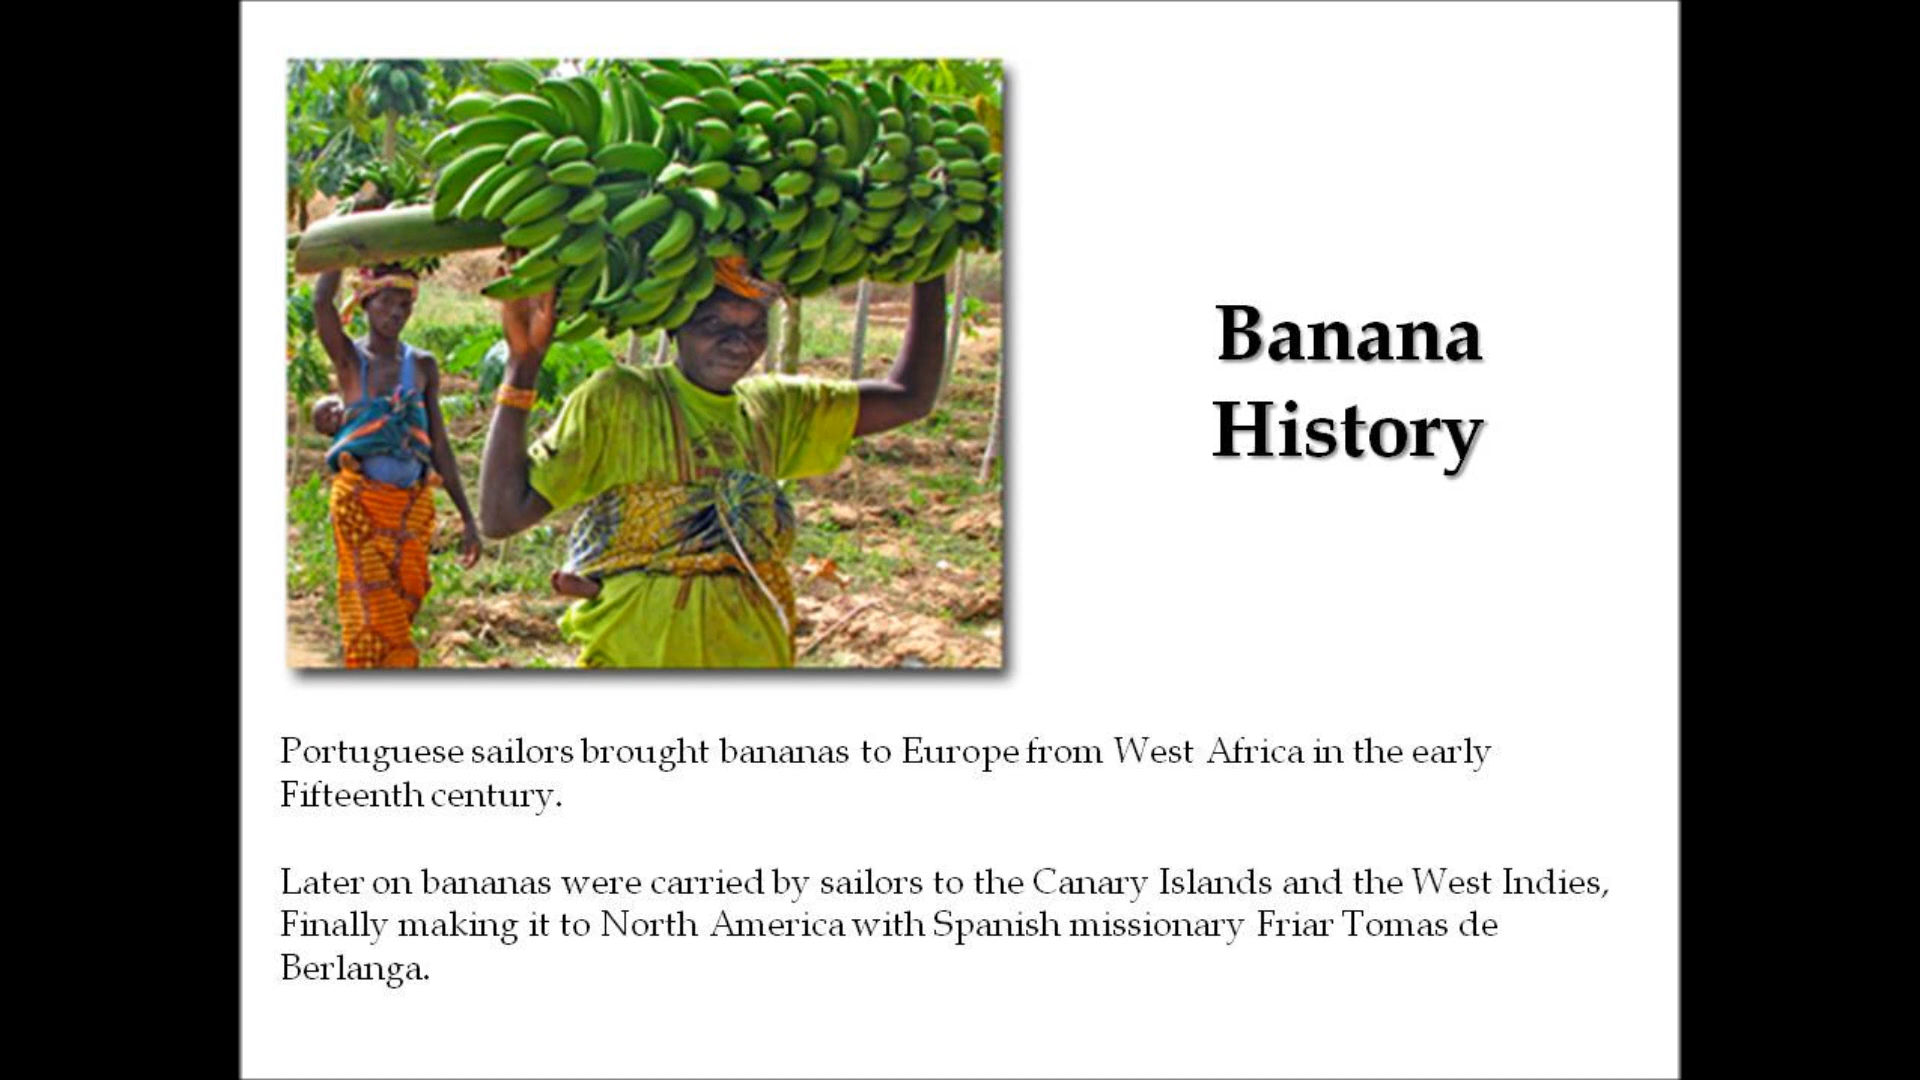 Banana
History
Portuguese sailors brought bananas to Europe from West Africa in the early
Fifteenth century.
Later on bananas were carried by sailors to the Canary Islands and the West Indies,
Finally making it to North America with Spanish missionary Friar Tomas de
Berlanga.